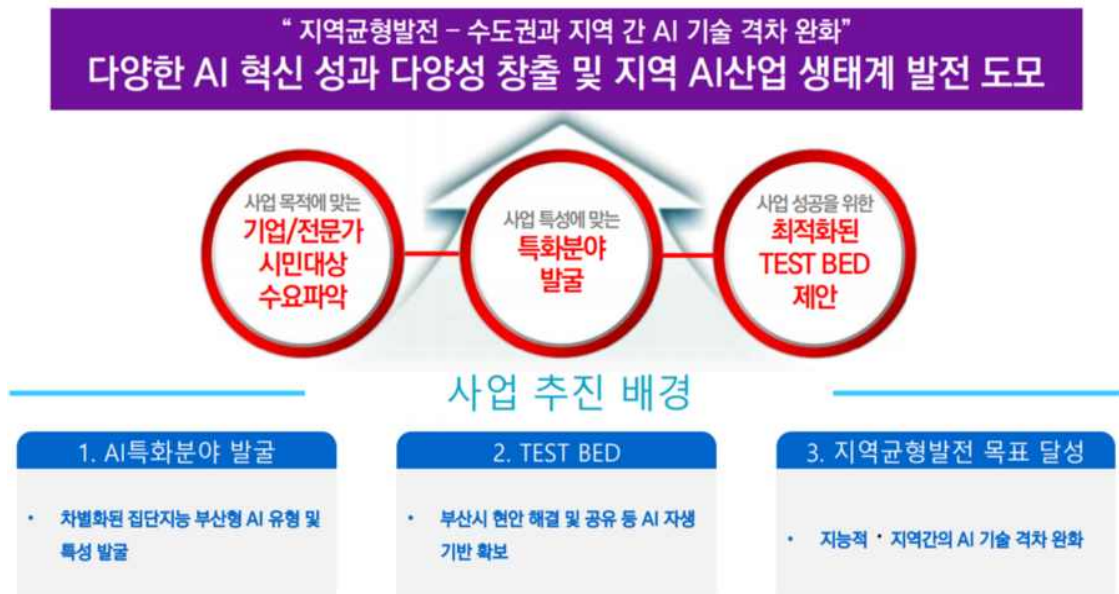 “ 지역균형발전 – 수도권과 지역 간 AI 기술 격차 완화”
다양한 AI 혁신 성과 다양성 창출 및 지역 AI산업 생태계 발전 도모
사업 목적에 맞는
기업/전문가
시민대상
수요파악
사업 특성에 맞는
특화분야
발굴
사업 성공을 위한
최적화된
TEST BED
제안
사업 추진 배경
1. AI특화분야 발굴
• 차별화된 집단지능 부산형 AI 유형 및
특성 발굴
2. TEST BED
• 부산시 현안 해결 및 공유 등 AI 자생
기반 확보
3. 지역균형발전 목표 달성
• 지능적 · 지역간의 AI 기술 격차 완화